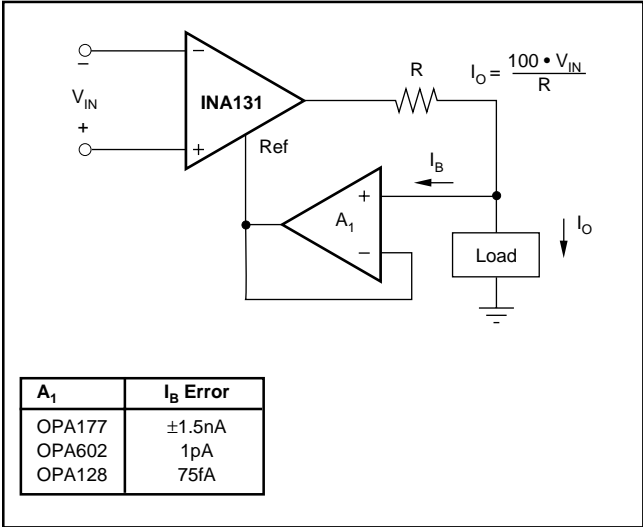 −
V_IN
+
−
INA131
+
Ref
R
I_O = 100 • V_IN / R
I_B
+
A_1
−
Load
I_O
A_1 I_B Error
OPA177 ±1.5nA
OPA602 1pA
OPA128 75fA